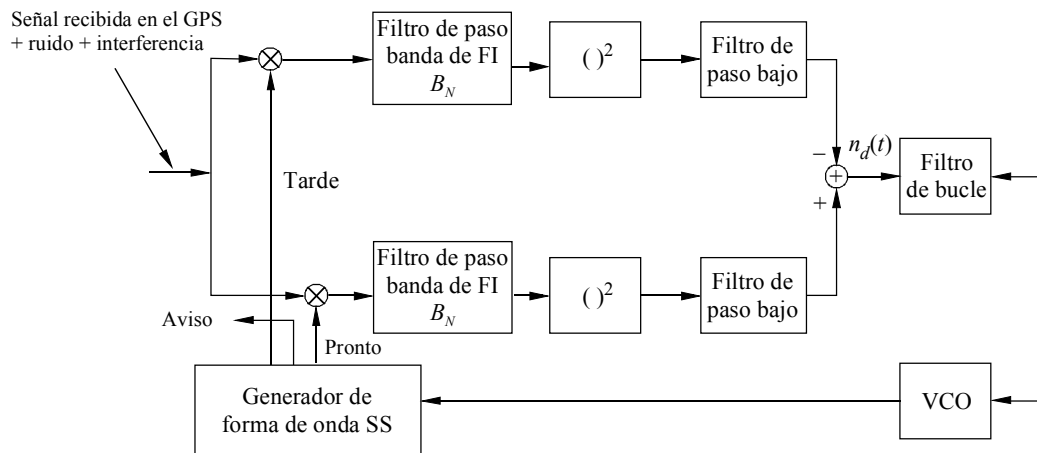 Señal recibida en el GPS
+ ruido + interferencia
Filtro de paso
banda de FI
B_N
( )²
Filtro de
paso bajo
–
n_d(t)
+
+
Filtro
de bucle
Tarde
Filtro de paso
banda de FI
B_N
( )²
Filtro de
paso bajo
Aviso
Pronto
Generador de
forma de onda SS
VCO